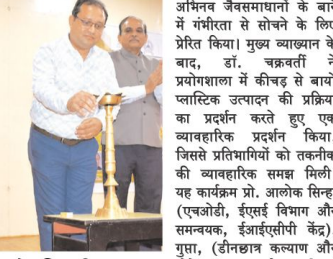 अभिनव जैवसमाधानों के बारे
में गंभीरता से सोचने के लिए
प्रेरित किया। मुख्य व्याख्यान के
बाद, डॉ. चक्रवर्ती ने
प्रयोगशाला में कीचड़ से बायो
प्लास्टिक उत्पादन की प्रक्रिया
का प्रदर्शन करते हुए एक
व्यावहारिक प्रदर्शन किया,
जिससे प्रतिभागियों को तकनीक
की व्यावहारिक समझ मिली।
यह कार्यक्रम प्रो. आलोक सिन्हा
(एचओडी, ईएसई विभाग और
समन्वयक, ईआईएसीपी केंद्र),
गुप्ता, (डीनछात्र कल्याण और